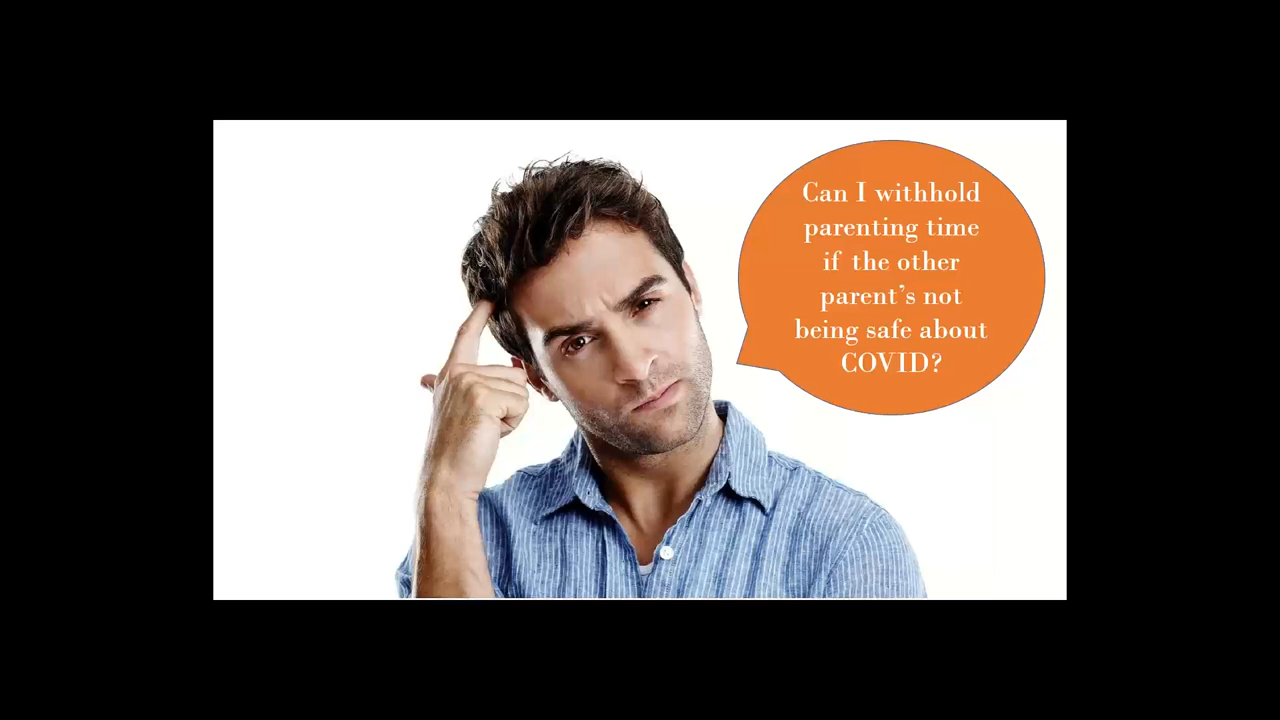 Can I withhold
parenting time
if the other
parent’s not
being safe about
COVID?